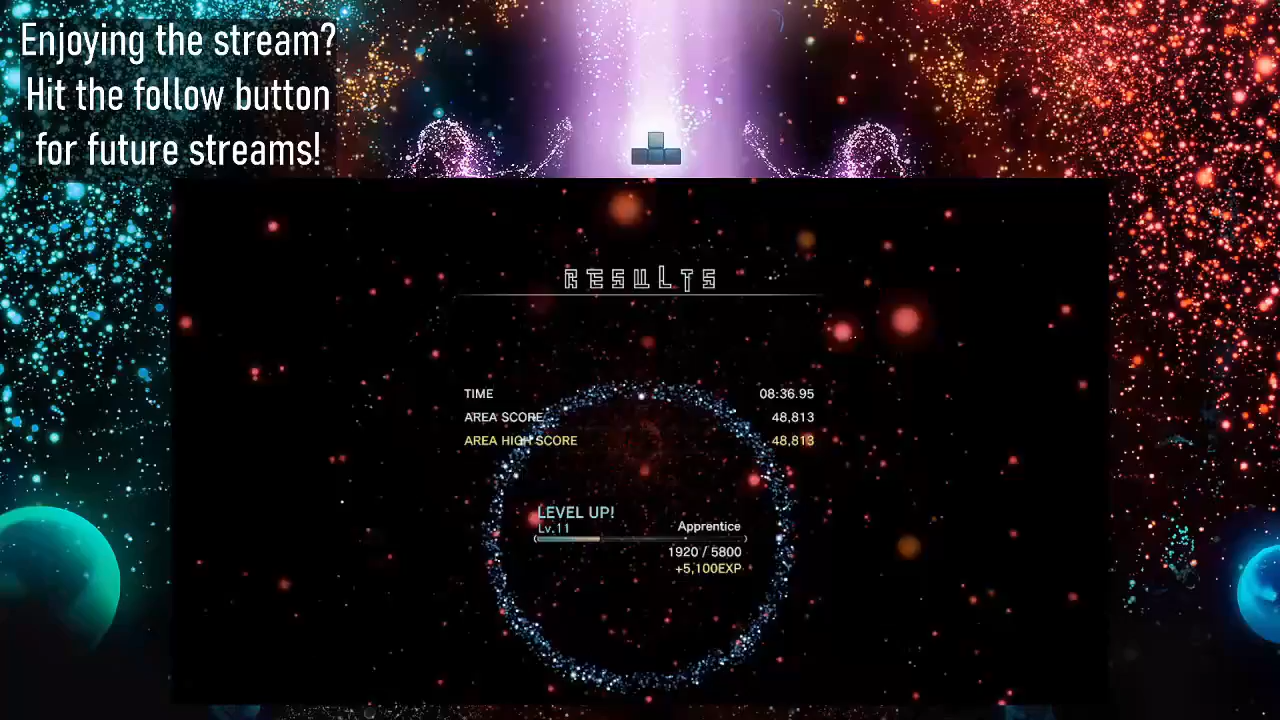 Enjoying the stream?
Hit the follow button
for future streams!
RESULTS
TIME 08:36.95
AREA SCORE 48,813
AREA HIGH SCORE 48,813
LEVEL UP!
Lv.11 Apprentice
1920 / 5800
+5,100EXP